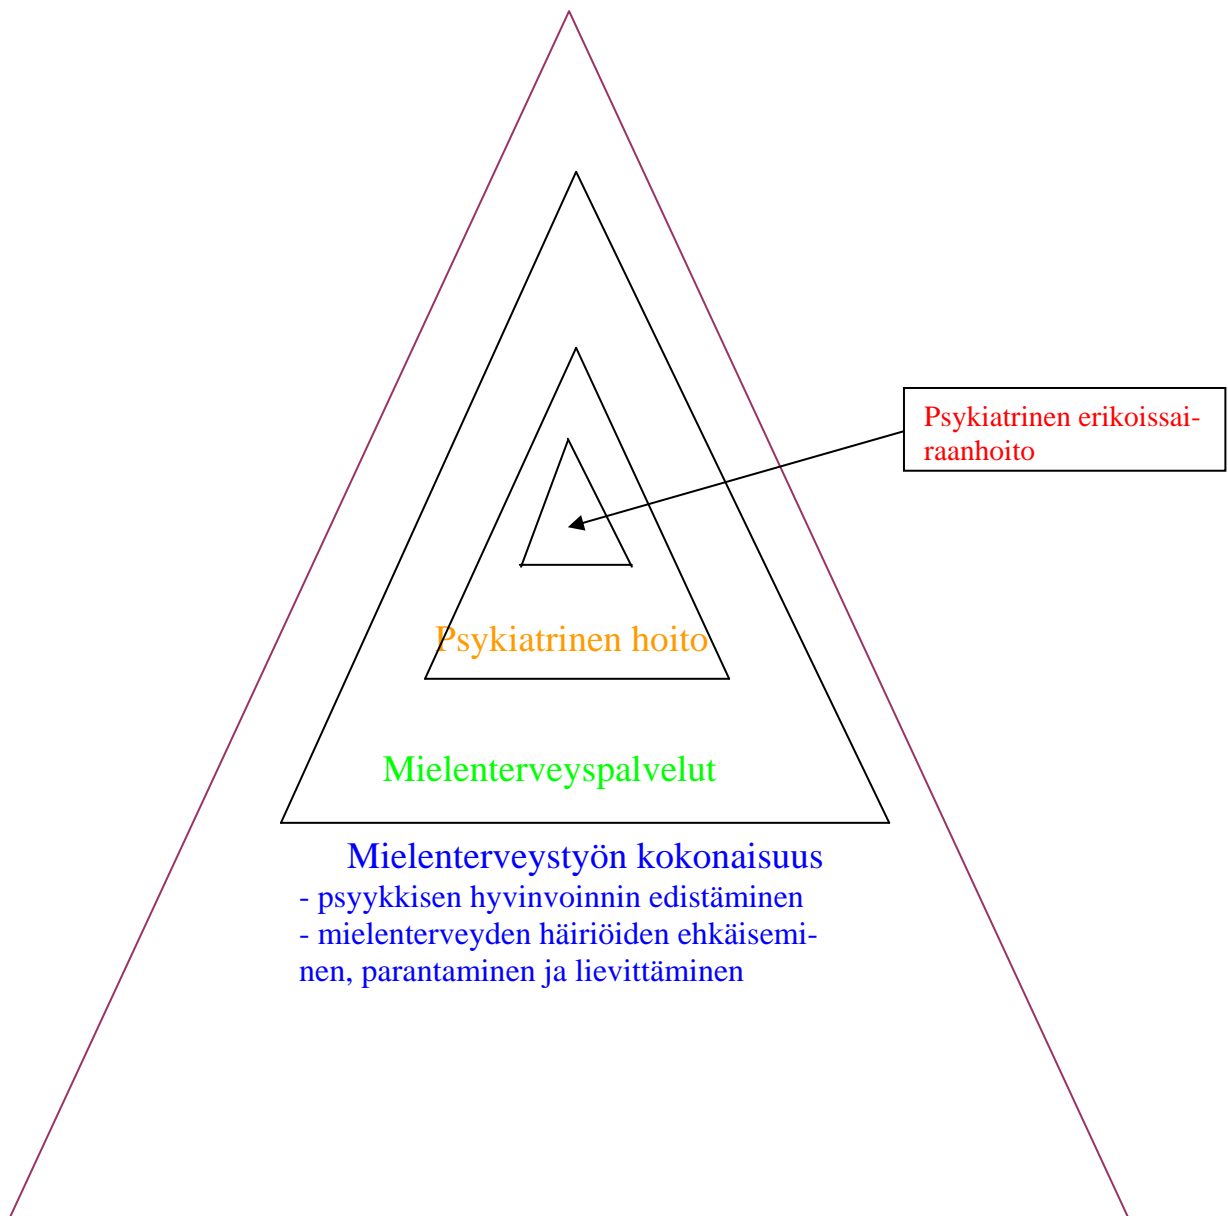 Psykiatrinen erikoissai-
raanhoito
Psykiatrinen hoito
Mielenterveyspalvelut
Mielenterveystyön kokonaisuus
- psyykkisen hyvinvoinnin edistäminen
- mielenterveyden häiriöiden ehkäisemi-
nen, parantaminen ja lievittäminen